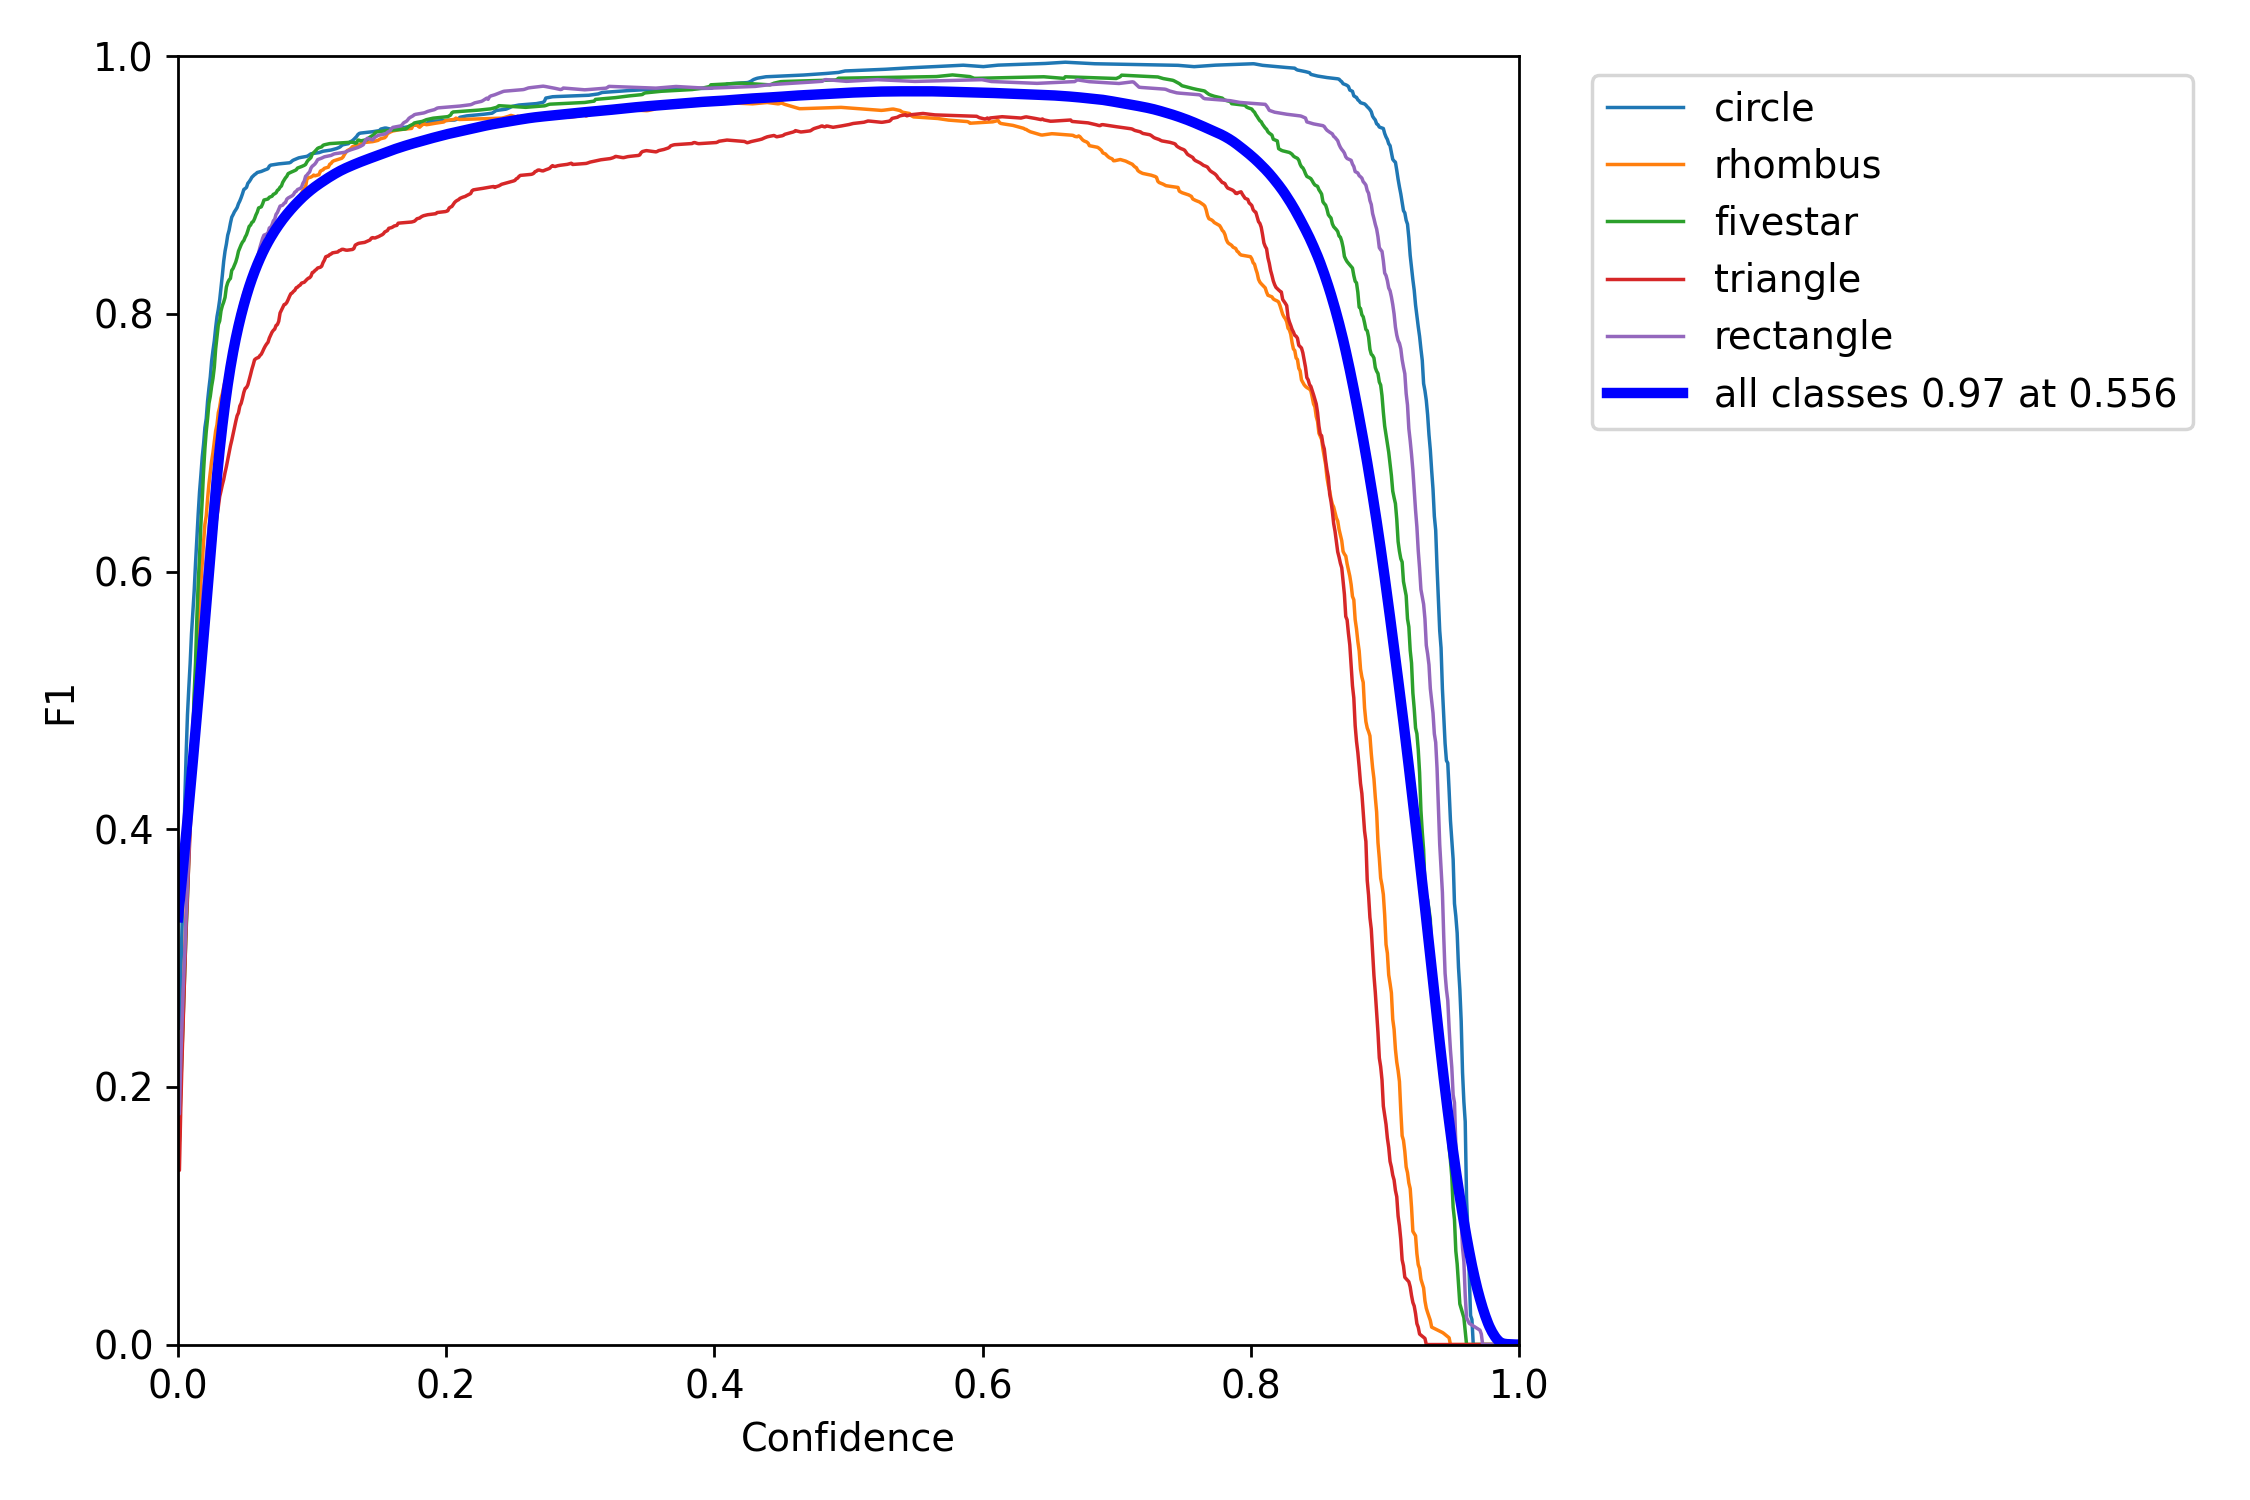 1.0
0.8
0.6
0.4
0.2
0.0
F1
0.0 0.2 0.4 0.6 0.8 1.0
Confidence
circle
rhombus
fivestar
triangle
rectangle
all classes 0.97 at 0.556